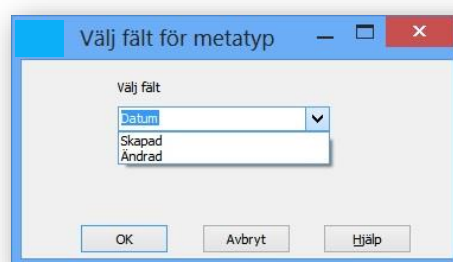 Välj fält för metatyp
Välj fält
Datum
Skapad
Ändrad
OK
Avbryt
Hjälp